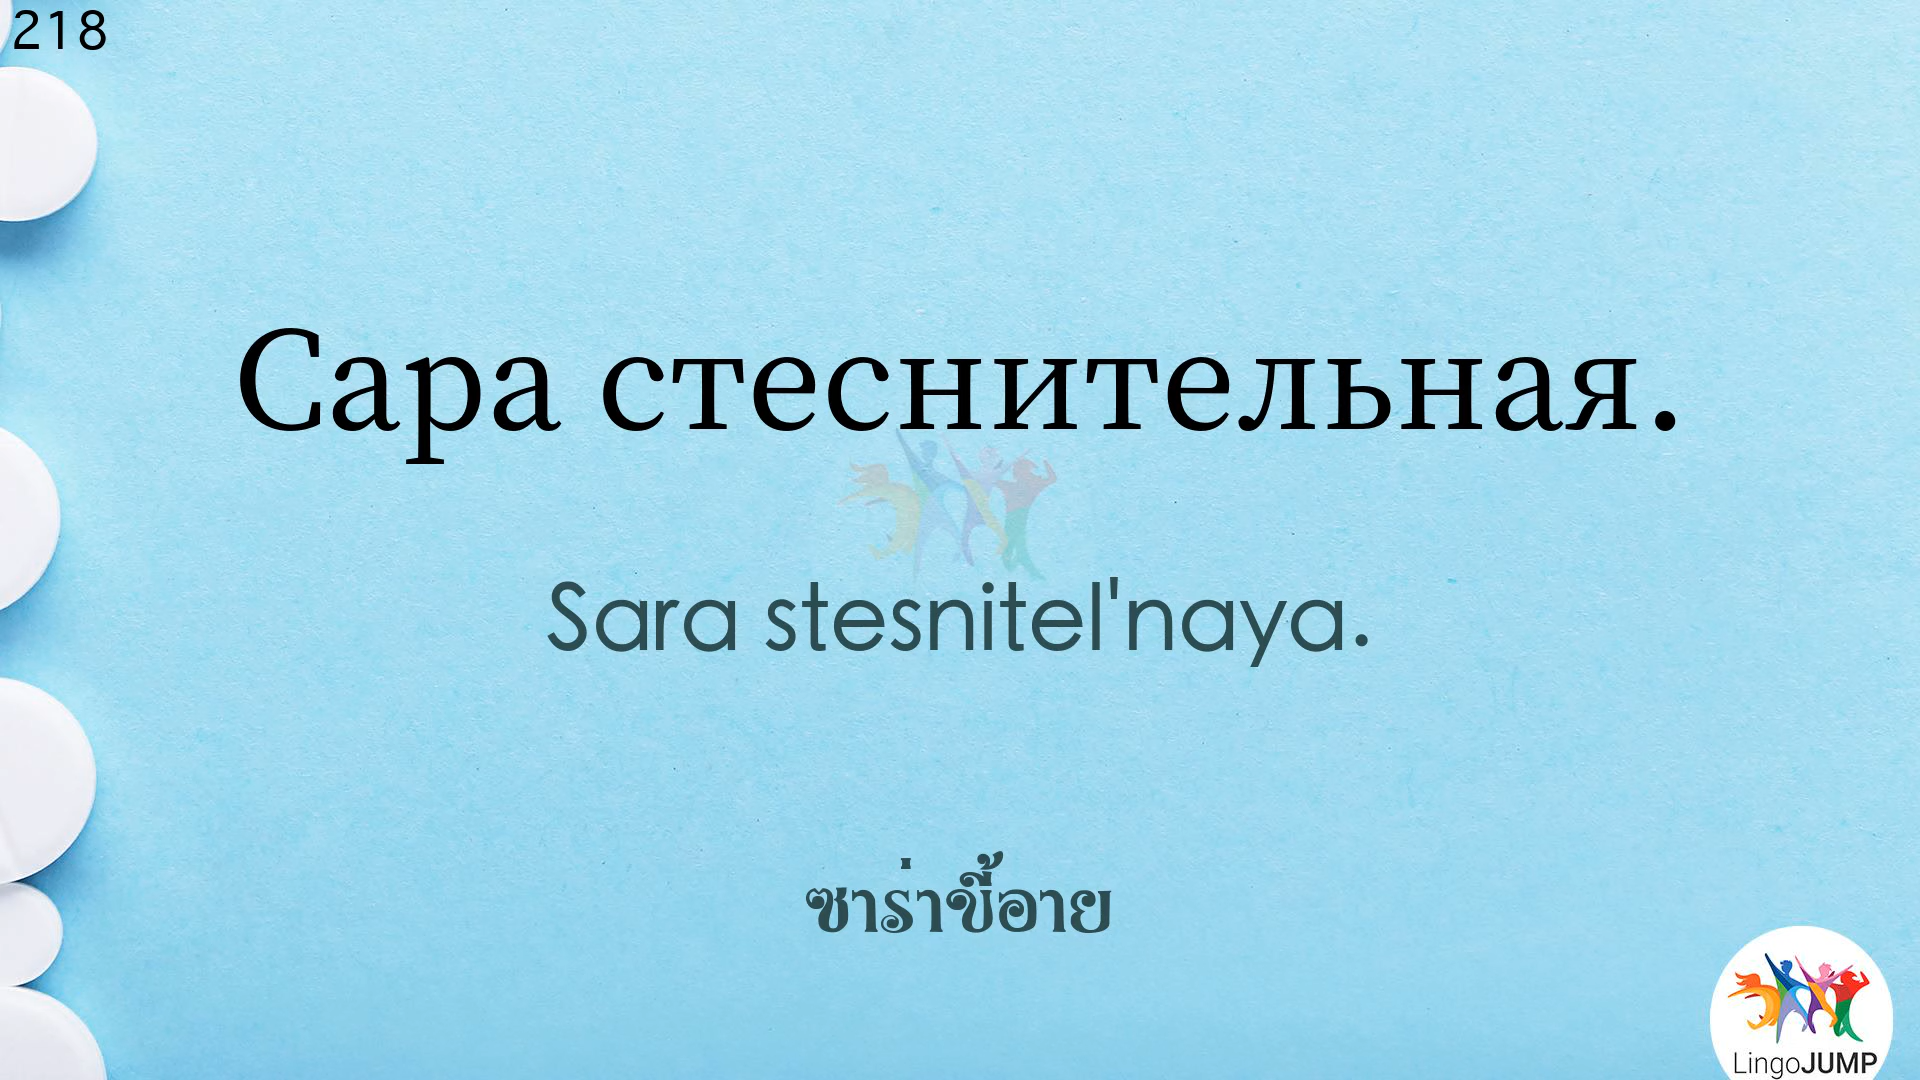 218
Сара стеснительная.
Sara stesnitel'naya.
ซาร่าขี้อาย
LingoJUMP